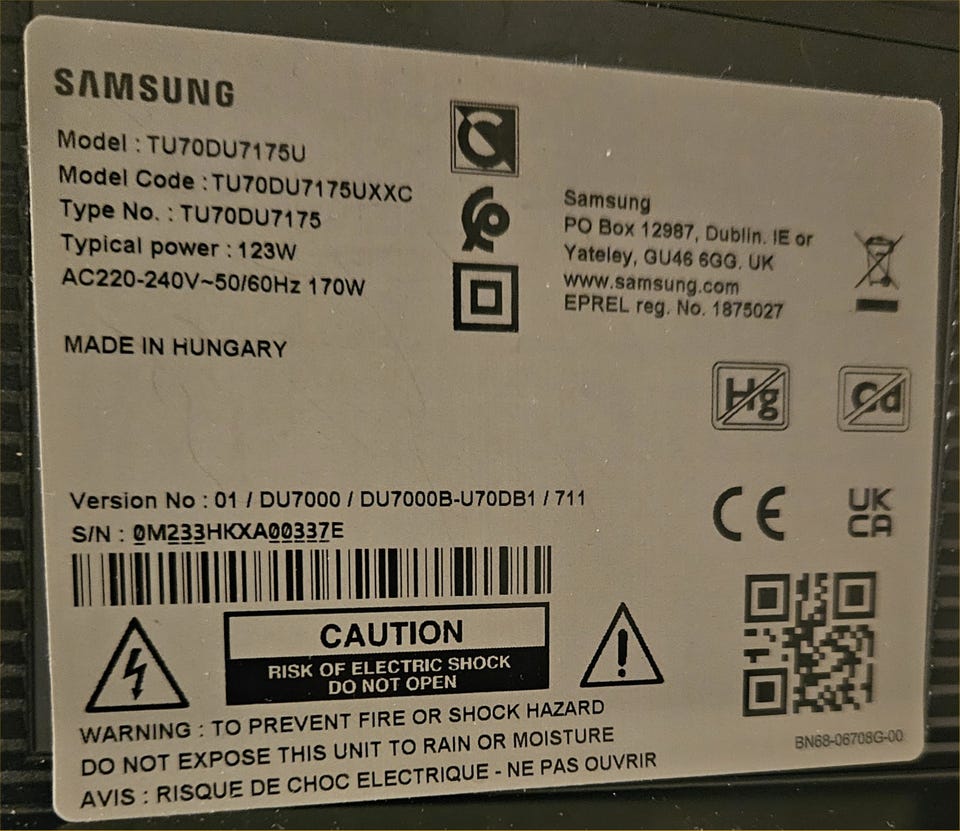 SAMSUNG
Model : TU70DU7175U
Model Code : TU70DU7175UXXC
Type No. : TU70DU7175
Typical power : 123W
AC220-240V~50/60Hz 170W
MADE IN HUNGARY
Samsung
PO Box 12987, Dublin. IE or
Yateley, GU46 6GG. UK
www.samsung.com
EPREL reg. No. 1875027
Hg
Cd
Version No : 01 / DU7000 / DU7000B-U70DB1 / 711
S/N : 0M233HKXA00337E
CE
UK
CA
CAUTION
RISK OF ELECTRIC SHOCK
DO NOT OPEN
WARNING : TO PREVENT FIRE OR SHOCK HAZARD
DO NOT EXPOSE THIS UNIT TO RAIN OR MOISTURE
AVIS : RISQUE DE CHOC ELECTRIQUE - NE PAS OUVRIR
BN68-06708G-00